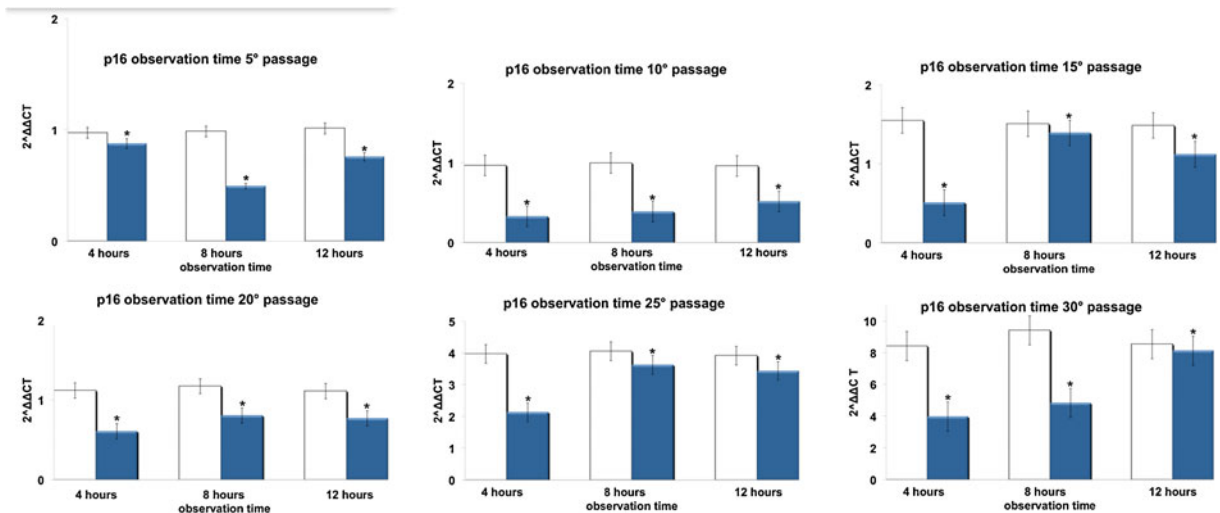 p16 observation time 5° passage
2
1
0
2^ΔΔCT
*
*
*
4 hours
8 hours
12 hours
observation time
p16 observation time 10° passage
2
1
0
2^ΔΔCT
*
*
*
4 hours
8 hours
12 hours
observation time
p16 observation time 15° passage
2
1
0
2^ΔΔCT
*
*
*
4 hours
8 hours
12 hours
observation time
p16 observation time 20° passage
2
1
0
2^ΔΔCT
*
*
*
4 hours
8 hours
12 hours
observation time
p16 observation time 25° passage
5
4
3
2
1
0
2^ΔΔCT
*
*
*
4 hours
8 hours
12 hours
observation time
p16 observation time 30° passage
10
8
6
4
2
0
2^ΔΔC T
*
*
*
4 hours
8 hours
12 hours
observation time